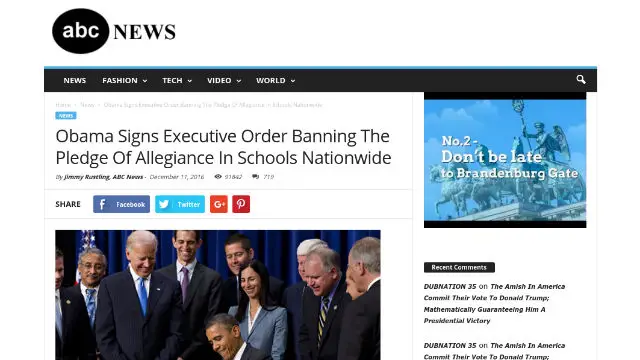 abc NEWS
NEWS FASHION TECH VIDEO WORLD
Home News Obama Signs Executive Order Banning The Pledge Of Allegiance In Schools Nationwide
NEWS
Obama Signs Executive Order Banning The
Pledge Of Allegiance In Schools Nationwide
By Jimmy Rustling, ABC News - December 11, 2016 719
SHARE Facebook Twitter
No.2 -
Don't be late
to Brandenburg Gate
Recent Comments
DUBNATION 35 on The Amish In America
Commit Their Vote To Donald Trump;
Mathematically Guaranteeing Him A
Presidential Victory
DUBNATION 35 on The Amish In America
Commit Their Vote To Donald Trump;